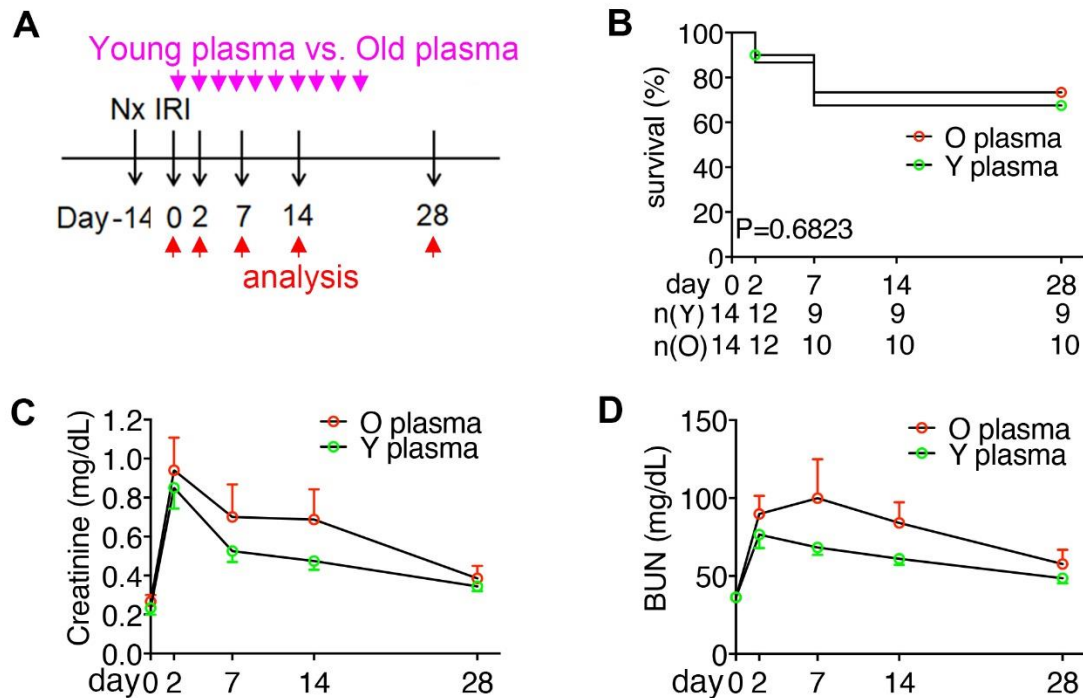 A
Young plasma vs. Old plasma
Nx IRI
Day -14 0 2 7 14 28
analysis
B
100
80
60
40
20
0
survival (%)
O plasma
Y plasma
P=0.6823
day 0 2 7 14 28
n(Y) 14 12 9 9 9
n(O) 14 12 10 10 10
C
1.2
1.0
0.8
0.6
0.4
0.2
0.0
Creatinine (mg/dL)
O plasma
Y plasma
day 0 2 7 14 28
D
150
100
50
0
BUN (mg/dL)
O plasma
Y plasma
day 0 2 7 14 28